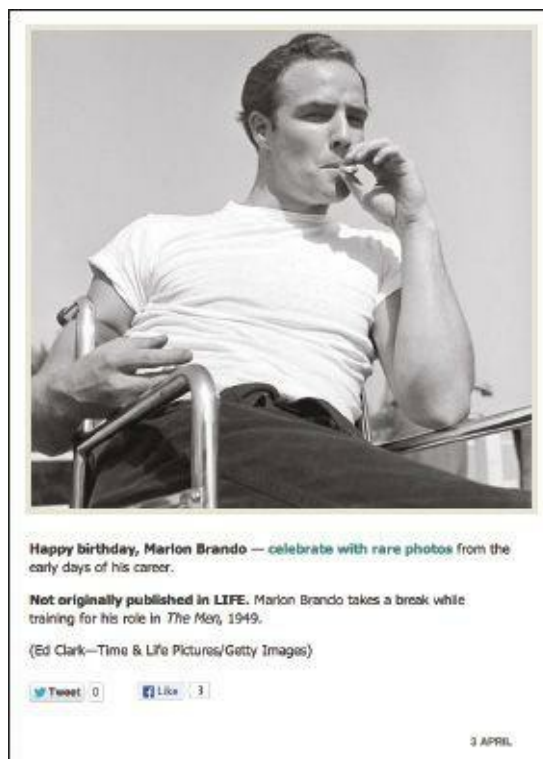 Happy birthday, Marlon Brando — celebrate with rare photos from the
early days of his career.
Not originally published in LIFE. Marlon Brando takes a break while
training for his role in The Men, 1949.
(Ed Clark—Time & Life Pictures/Getty Images)
Tweet 0 Like 3
3 APRIL